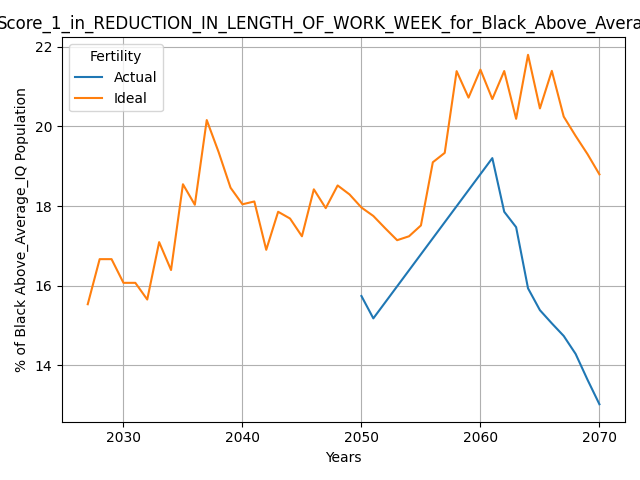 Score_1_in_REDUCTION_IN_LENGTH_OF_WORK_WEEK_for_Black_Above_Avera
Fertility
Actual
Ideal
% of Black Above_Average_IQ Population
22
20
18
16
14
2030
2040
2050
2060
2070
Years